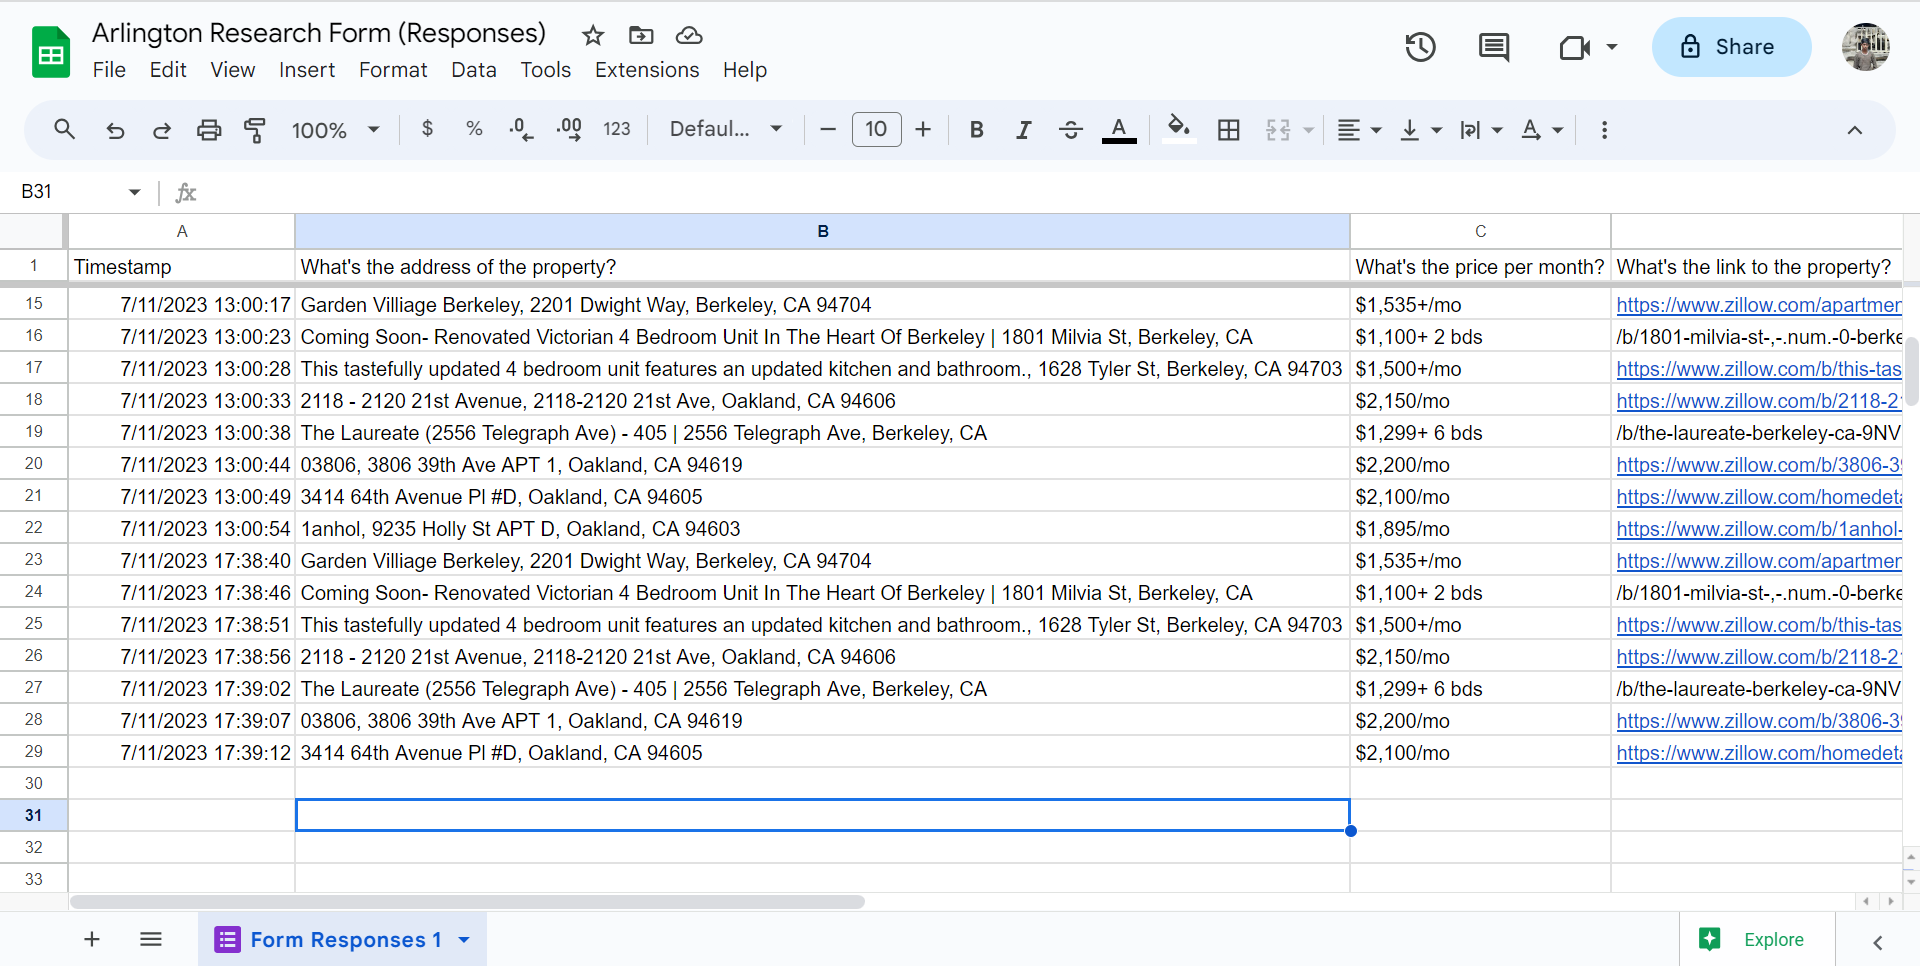 Arlington Research Form (Responses)
File Edit View Insert Format Data Tools Extensions Help
Share
100% $ % .0 .00 123 Defaul... 10 B I A A
B31 fx
A B C
1 Timestamp What's the address of the property? What's the price per month? What's the link to the property?
15 7/11/2023 13:00:17 Garden Villiage Berkeley, 2201 Dwight Way, Berkeley, CA 94704 $1,535+/mo https://www.zillow.com/apartmen
16 7/11/2023 13:00:23 Coming Soon- Renovated Victorian 4 Bedroom Unit In The Heart Of Berkeley | 1801 Milvia St, Berkeley, CA $1,100+ 2 bds /b/1801-milvia-st-,-.num.-0-berke
17 7/11/2023 13:00:28 This tastefully updated 4 bedroom unit features an updated kitchen and bathroom., 1628 Tyler St, Berkeley, CA 94703 $1,500+/mo https://www.zillow.com/b/this-tas
18 7/11/2023 13:00:33 2118 - 2120 21st Avenue, 2118-2120 21st Ave, Oakland, CA 94606 $2,150/mo https://www.zillow.com/b/2118-2
19 7/11/2023 13:00:38 The Laureate (2556 Telegraph Ave) - 405 | 2556 Telegraph Ave, Berkeley, CA $1,299+ 6 bds /b/the-laureate-berkeley-ca-9NV
20 7/11/2023 13:00:44 03806, 3806 39th Ave APT 1, Oakland, CA 94619 $2,200/mo https://www.zillow.com/b/3806-3
21 7/11/2023 13:00:49 3414 64th Avenue Pl #D, Oakland, CA 94605 $2,100/mo https://www.zillow.com/homedeta
22 7/11/2023 13:00:54 1anhol, 9235 Holly St APT D, Oakland, CA 94603 $1,895/mo https://www.zillow.com/b/1anhol-
23 7/11/2023 17:38:40 Garden Villiage Berkeley, 2201 Dwight Way, Berkeley, CA 94704 $1,535+/mo https://www.zillow.com/apartmen
24 7/11/2023 17:38:46 Coming Soon- Renovated Victorian 4 Bedroom Unit In The Heart Of Berkeley | 1801 Milvia St, Berkeley, CA $1,100+ 2 bds /b/1801-milvia-st-,-.num.-0-berke
25 7/11/2023 17:38:51 This tastefully updated 4 bedroom unit features an updated kitchen and bathroom., 1628 Tyler St, Berkeley, CA 94703 $1,500+/mo https://www.zillow.com/b/this-tas
26 7/11/2023 17:38:56 2118 - 2120 21st Avenue, 2118-2120 21st Ave, Oakland, CA 94606 $2,150/mo https://www.zillow.com/b/2118-2
27 7/11/2023 17:39:02 The Laureate (2556 Telegraph Ave) - 405 | 2556 Telegraph Ave, Berkeley, CA $1,299+ 6 bds /b/the-laureate-berkeley-ca-9NV
28 7/11/2023 17:39:07 03806, 3806 39th Ave APT 1, Oakland, CA 94619 $2,200/mo https://www.zillow.com/b/3806-3
29 7/11/2023 17:39:12 3414 64th Avenue Pl #D, Oakland, CA 94605 $2,100/mo https://www.zillow.com/homedeta
30
31
32
33
Form Responses 1 Explore